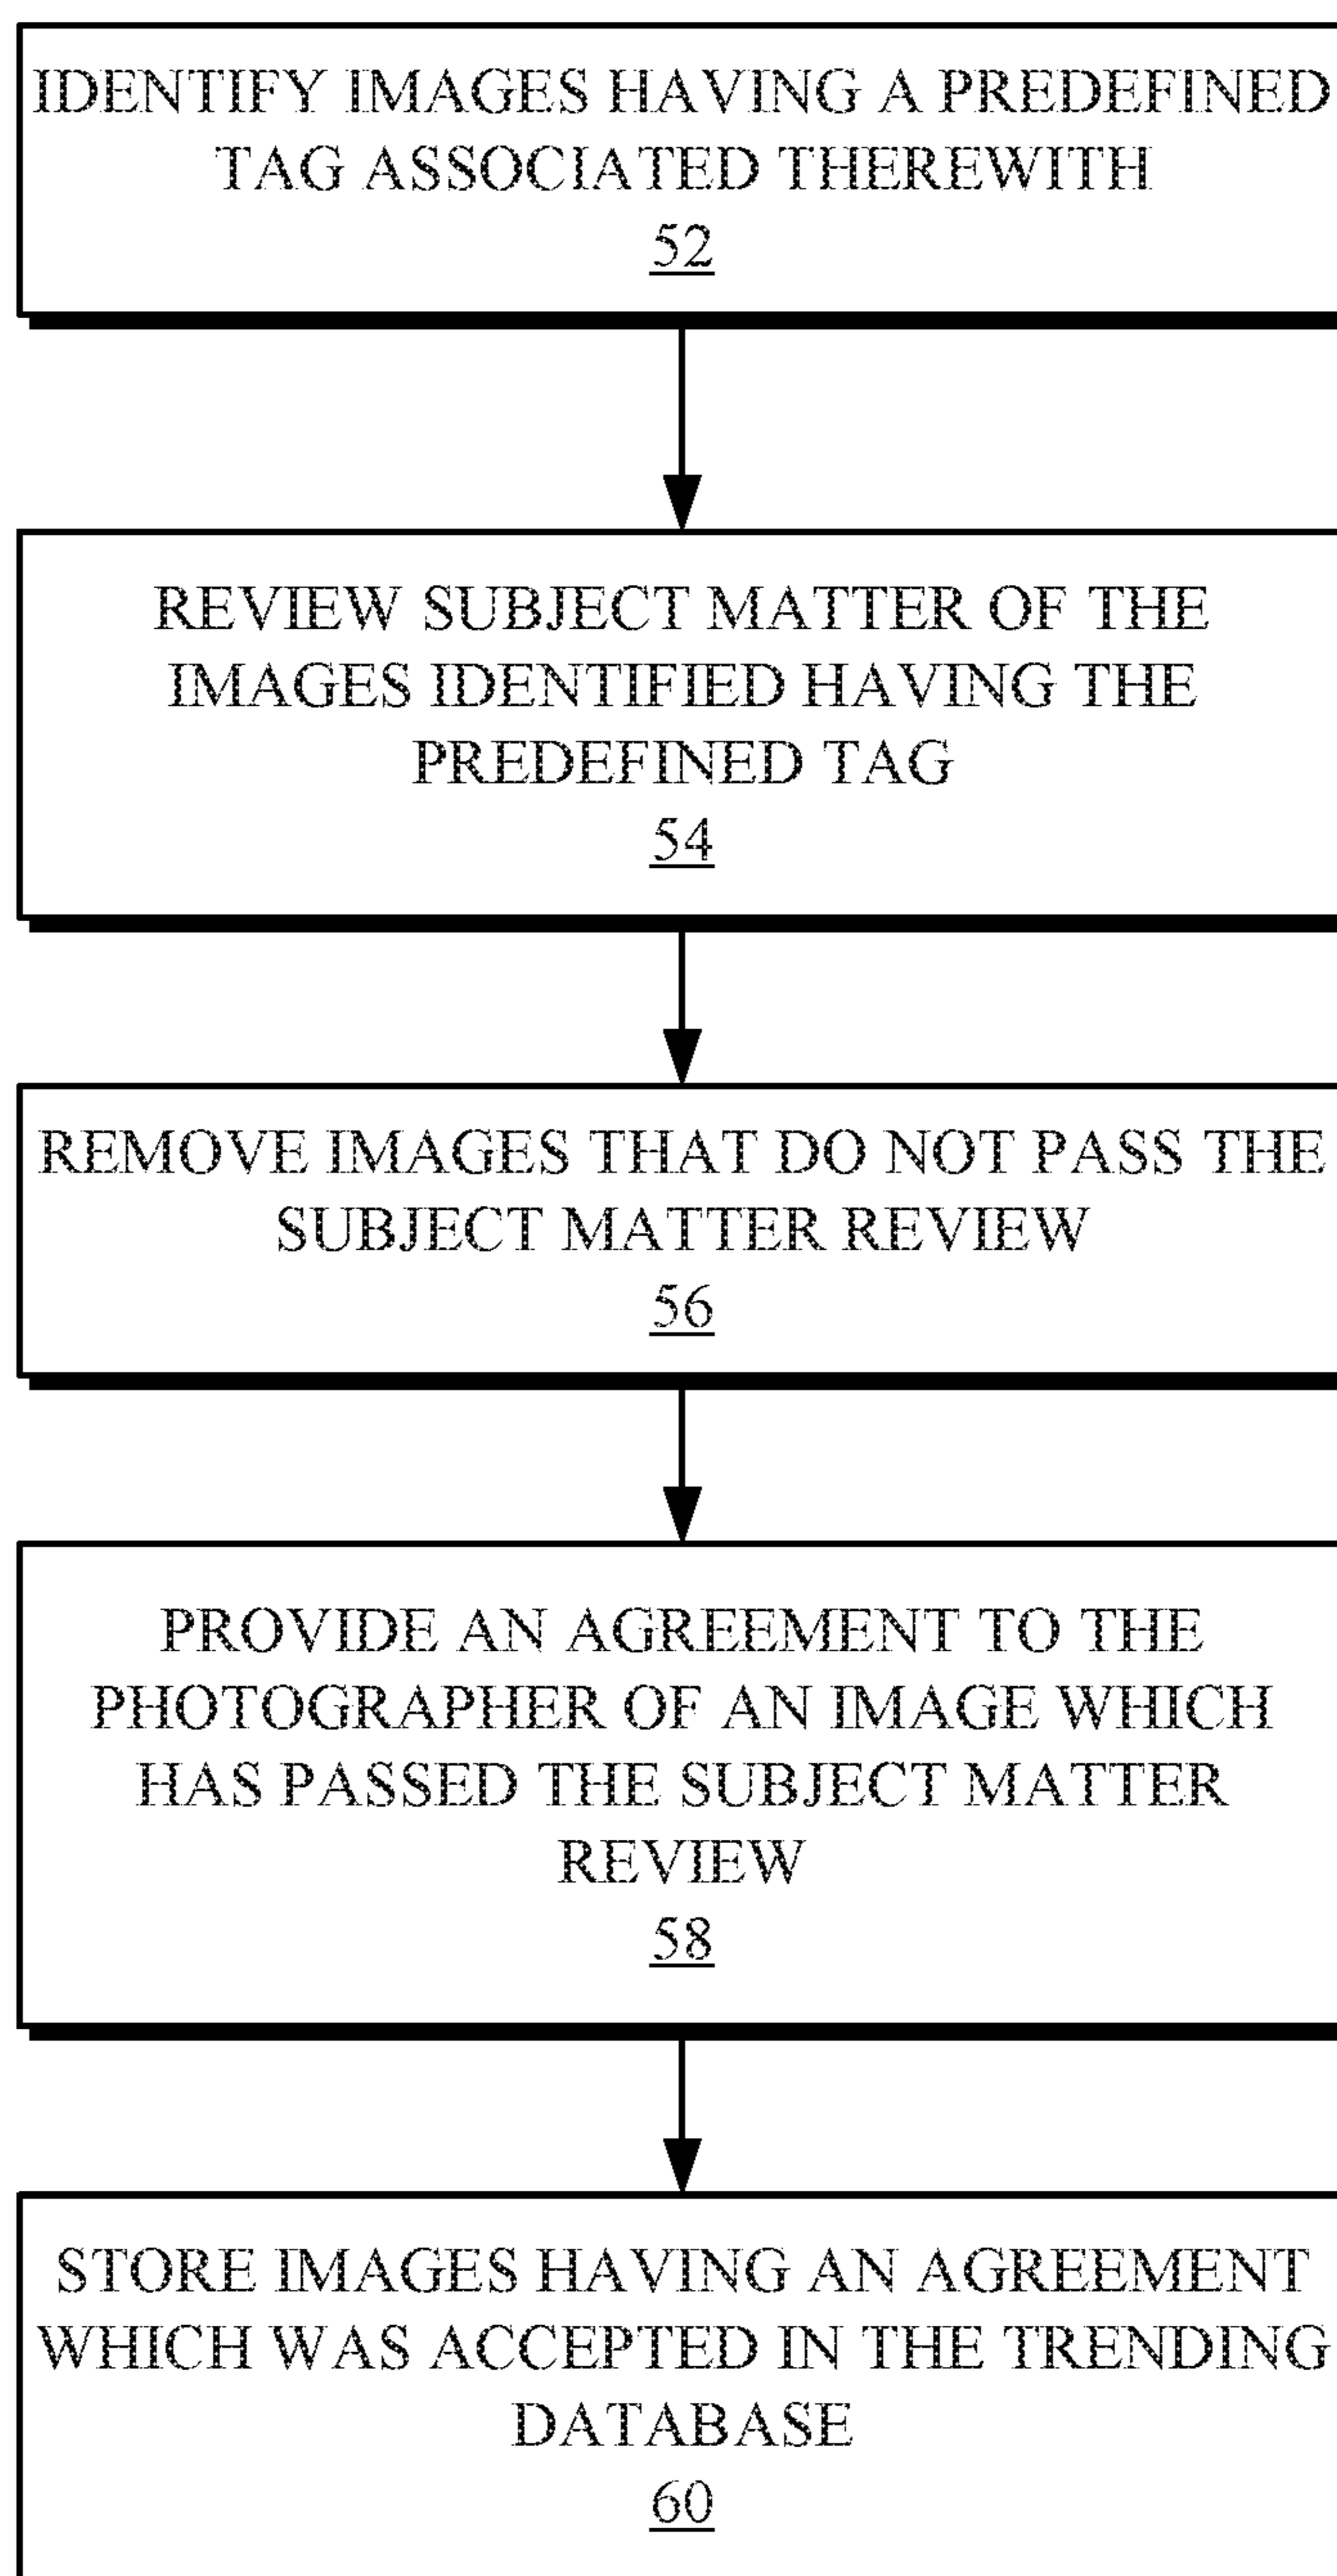 IDENTIFY IMAGES HAVING A PREDEFINED
TAG ASSOCIATED THEREWITH
52
REVIEW SUBJECT MATTER OF THE
IMAGES IDENTIFIED HAVING THE
PREDEFINED TAG
54
REMOVE IMAGES THAT DO NOT PASS THE
SUBJECT MATTER REVIEW
56
PROVIDE AN AGREEMENT TO THE
PHOTOGRAPHER OF AN IMAGE WHICH
HAS PASSED THE SUBJECT MATTER
REVIEW
58
STORE IMAGES HAVING AN AGREEMENT
WHICH WAS ACCEPTED IN THE TRENDING
DATABASE
60